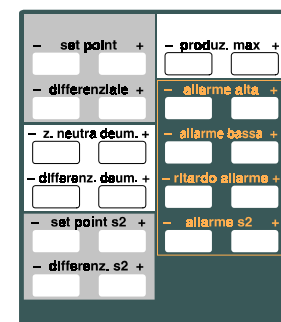 – set point +
– differenziale +
– z. neutra deum. +
– differenz. deum. +
– set point s2 +
– differenz. s2 +
– produz. max +
– allarme alta +
– allarme bassa +
– ritardo allarme +
– allarme s2 +